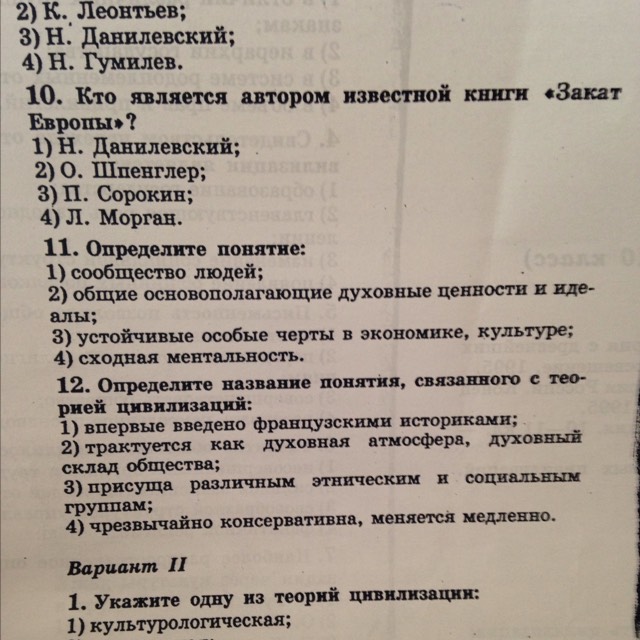 2) К. Леонтьев;
3) Н. Данилевский;
4) Н. Гумилев.
10. Кто является автором известной книги «Закат
Европы»?
1) Н. Данилевский;
2) О. Шпенглер;
3) П. Сорокин;
4) Л. Морган.
11. Определите понятие:
1) сообщество людей;
2) общие основополагающие духовные ценности и иде-
алы;
3) устойчивые особые черты в экономике, культуре;
4) сходная ментальность.
12. Определите название понятия, связанного с тео-
рией цивилизаций:
1) впервые введено французскими историками;
2) трактуется как духовная атмосфера, духовный
склад общества;
3) присуща различным этническим и социальным
группам;
4) чрезвычайно консервативна, меняется медленно.
Вариант II
1. Укажите одну из теорий цивилизации:
1) культурологическая;